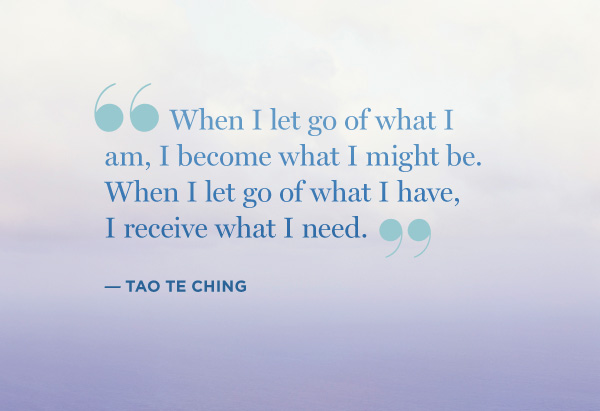 “When I let go of what I
am, I become what I might be.
When I let go of what I have,
I receive what I need.”
— TAO TE CHING